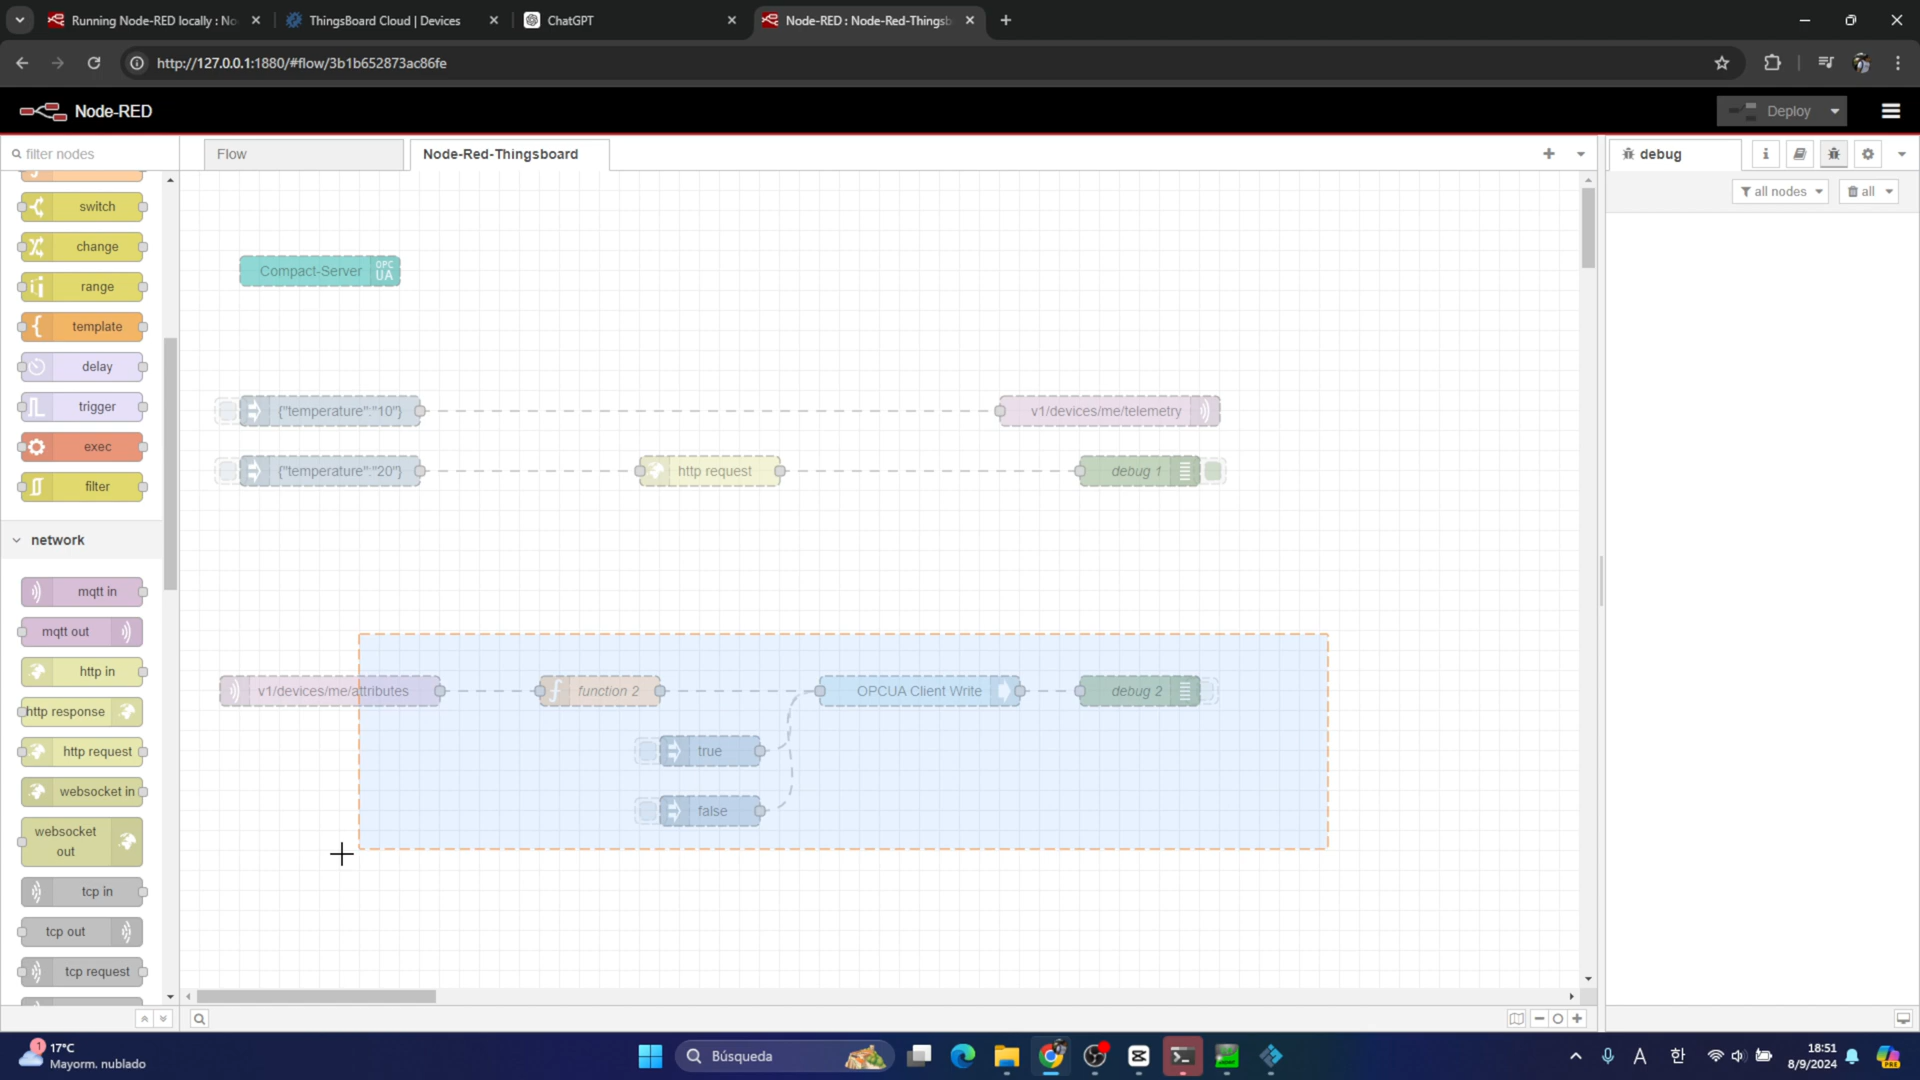 Running Node-RED locally : No
ThingsBoard Cloud | Devices
ChatGPT
Node-RED : Node-Red-Thingsb
http://127.0.0.1:1880/#flow/3b1b652873ac86fe
Node-RED
Deploy
filter nodes
Flow
Node-Red-Thingsboard
debug
i
all nodes
all
switch
change
range
template
delay
trigger
exec
filter
network
mqtt in
mqtt out
http in
http response
http request
websocket in
websocket
out
tcp in
tcp out
tcp request
Compact-Server
OPC
UA
{"temperature":"10"}
v1/devices/me/telemetry
{"temperature":"20"}
http request
debug 1
v1/devices/me/attributes
function 2
OPCUA Client Write
debug 2
true
false
1
17°C
Mayorm. nublado
Búsqueda
A
한
18:51
8/9/2024
PRE